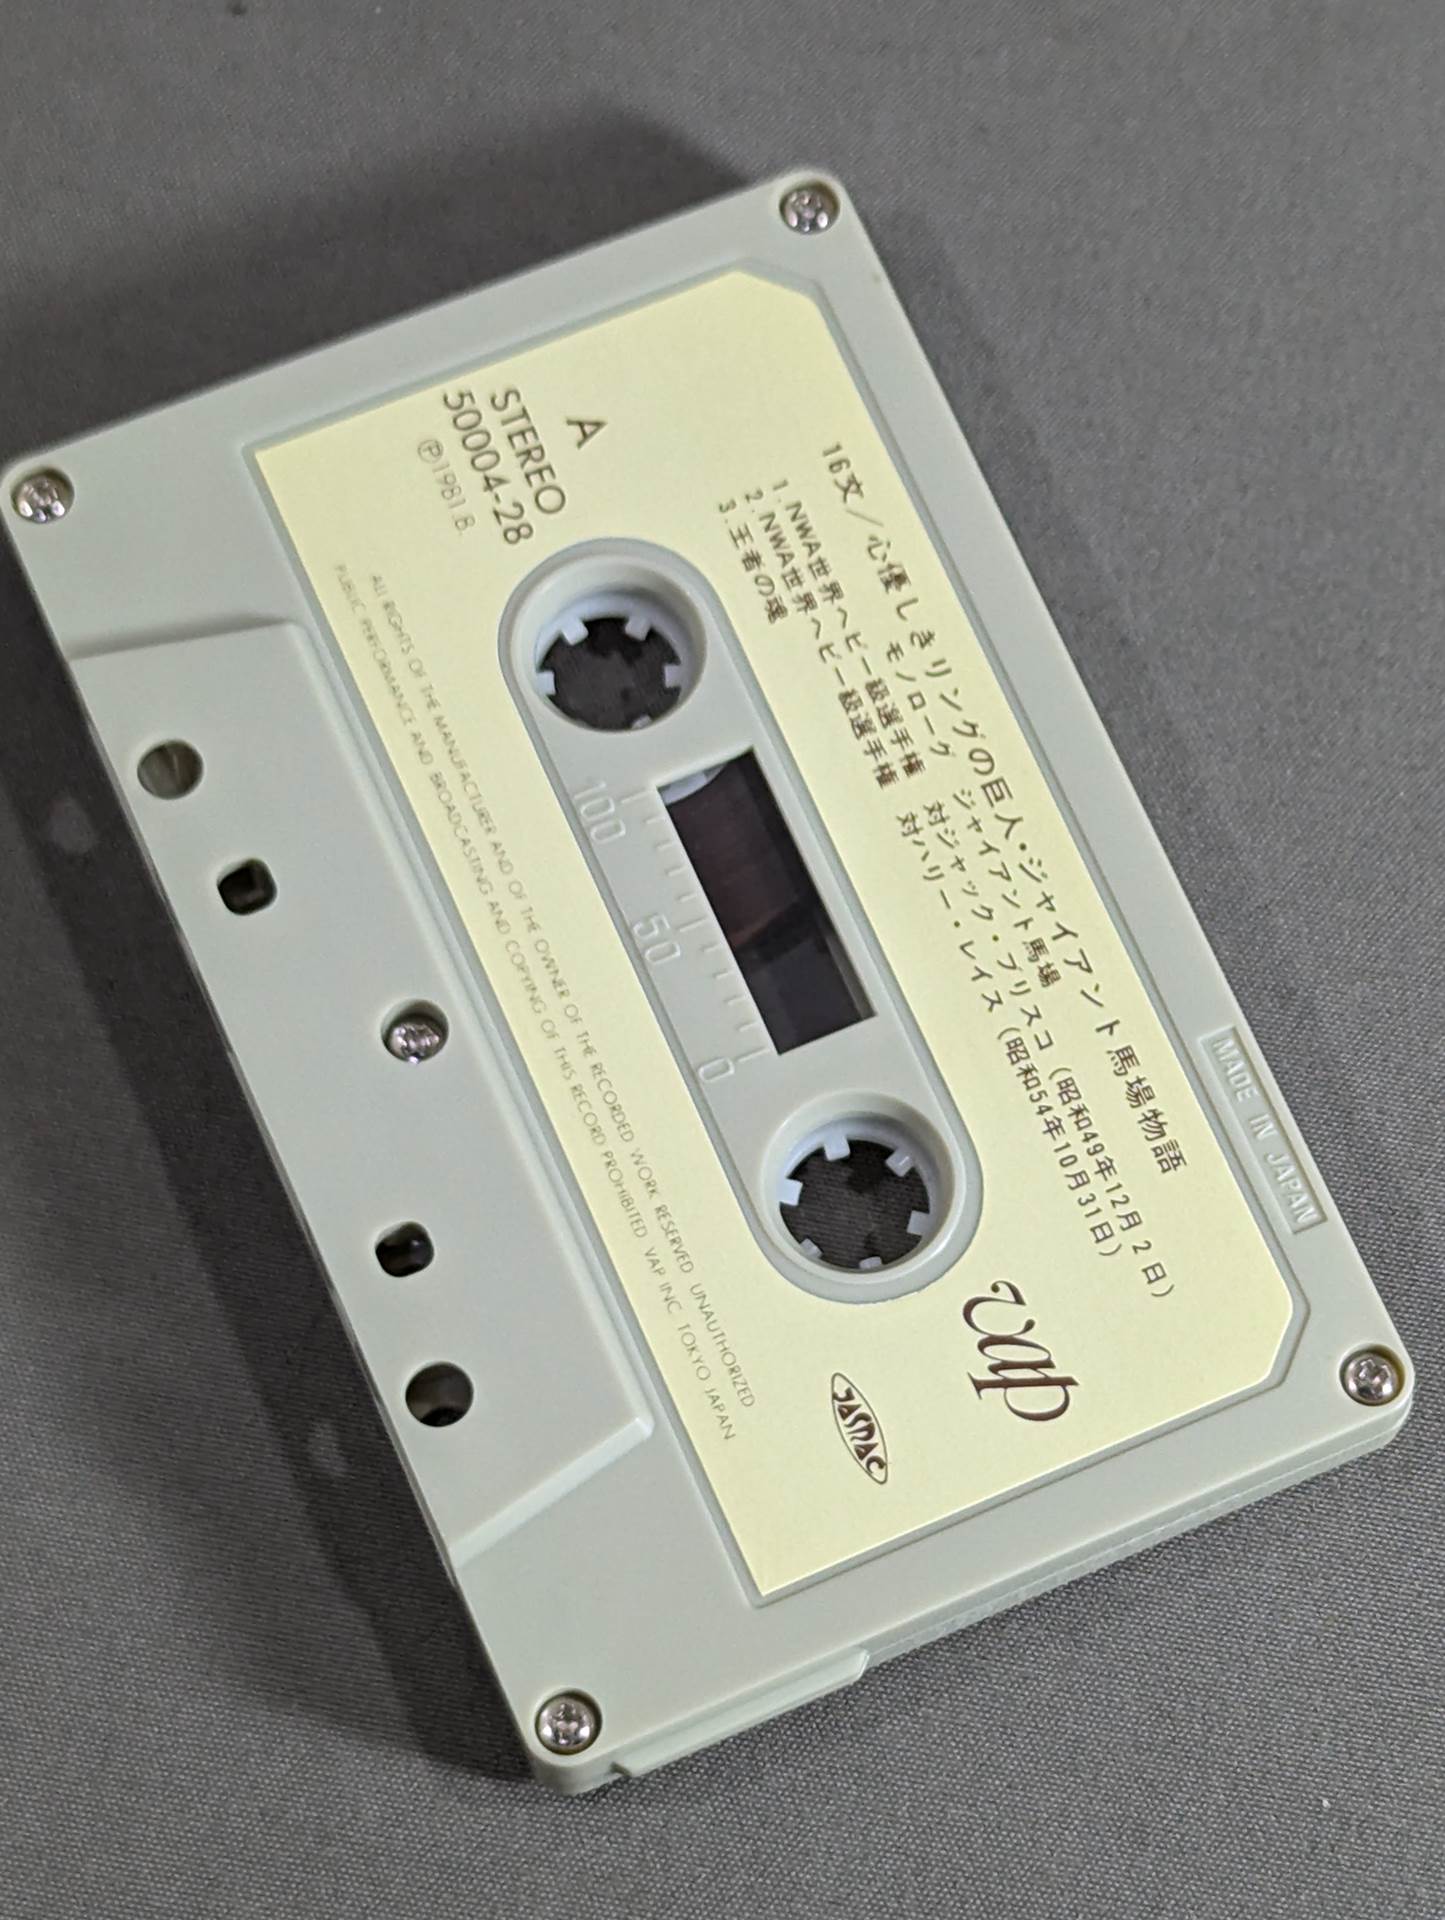 16文／心優しきリングの巨人・ジャイアント馬場物語
モノローグ ジャイアント馬場
1.NWA世界ヘビー級選手権 対ジャック・ブリスコ（昭和49年12月2日）
2.NWA世界ヘビー級選手権 対ハリー・レイス（昭和54年10月31日）
3.王者の魂
A
STEREO
50004-28
Ⓟ1981.8.
vap
JASRAC
100 50 0
ALL RIGHTS OF THE MANUFACTURER AND OF THE OWNER OF THE RECORDED WORK RESERVED UNAUTHORIZED
PUBLIC PERFORMANCE AND BROADCASTING AND COPYING OF THIS RECORD PROHIBITED VAP INC. TOKYO JAPAN
MADE IN JAPAN